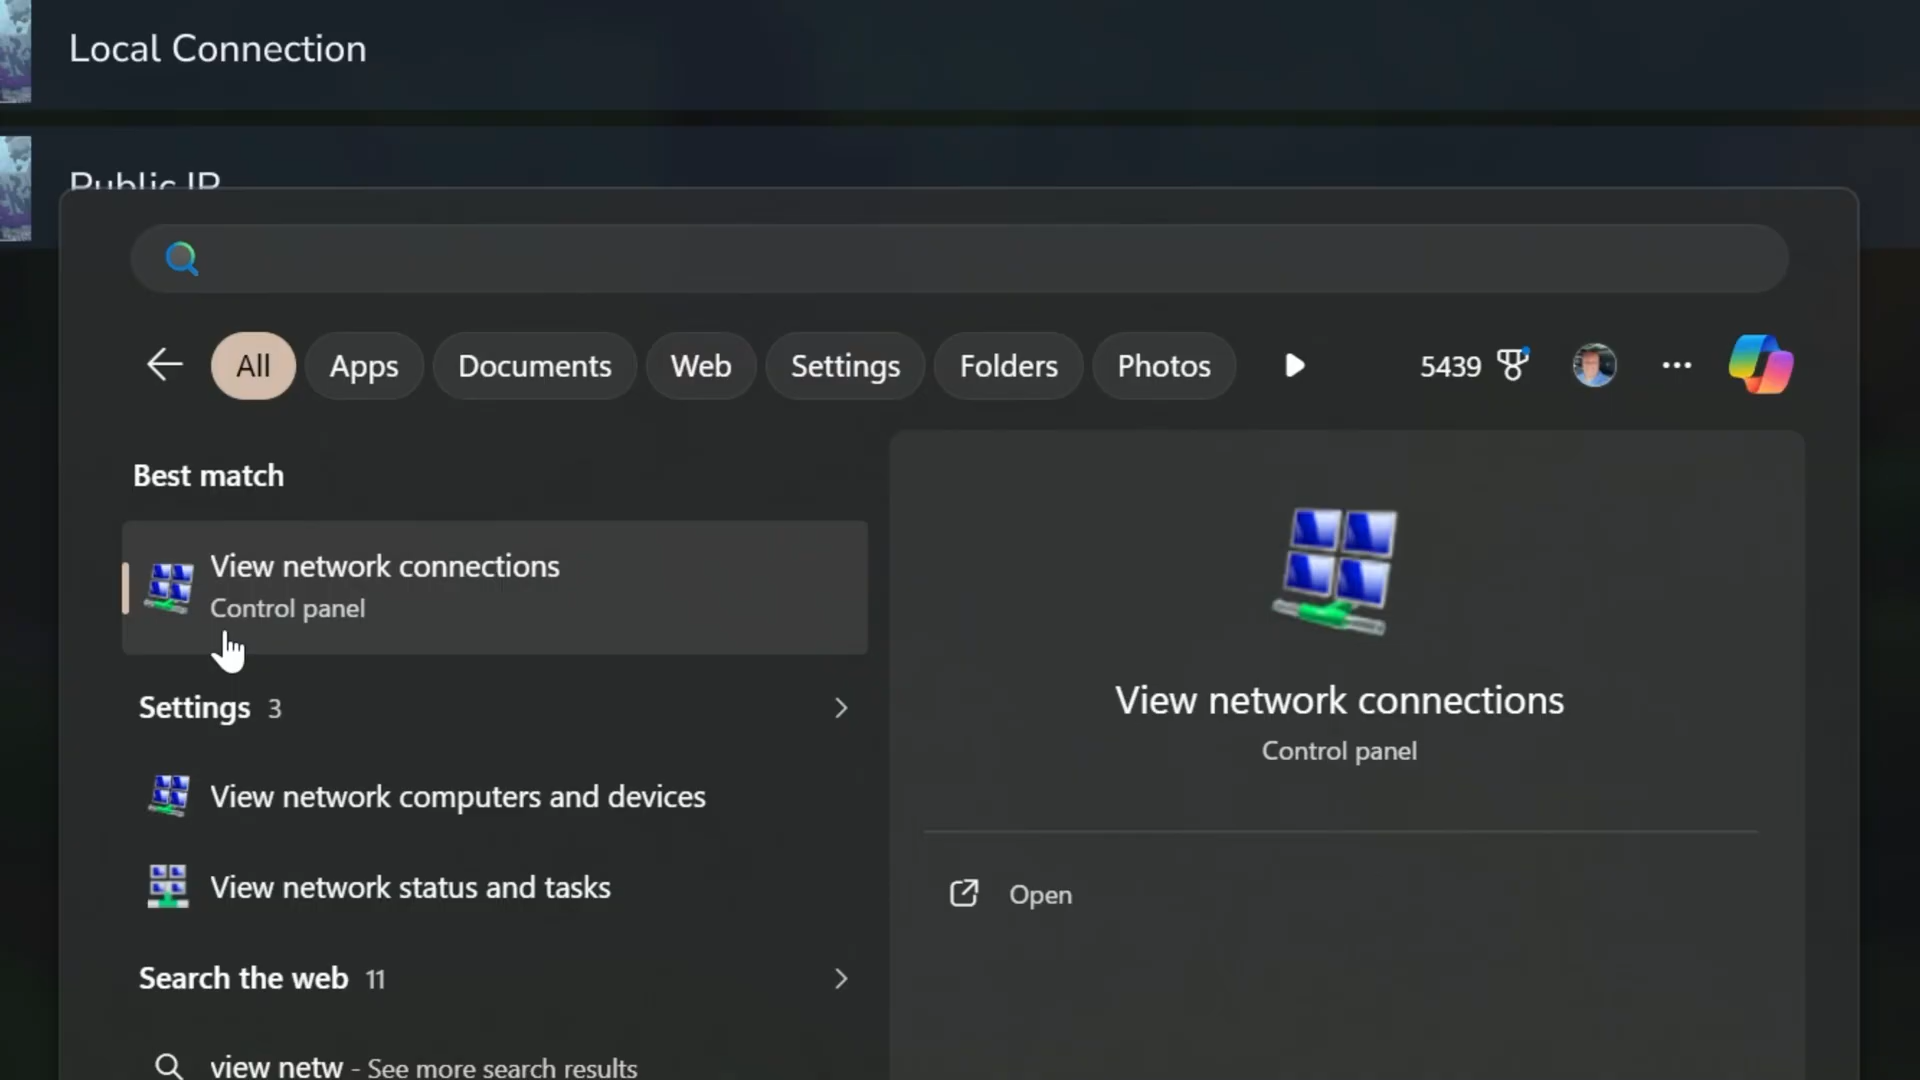 Local Connection
Public IP
All
Apps
Documents
Web
Settings
Folders
Photos
5439
Best match
View network connections
Control panel
Settings 3
View network computers and devices
View network status and tasks
Search the web 11
view netw - See more search results
View network connections
Control panel
Open